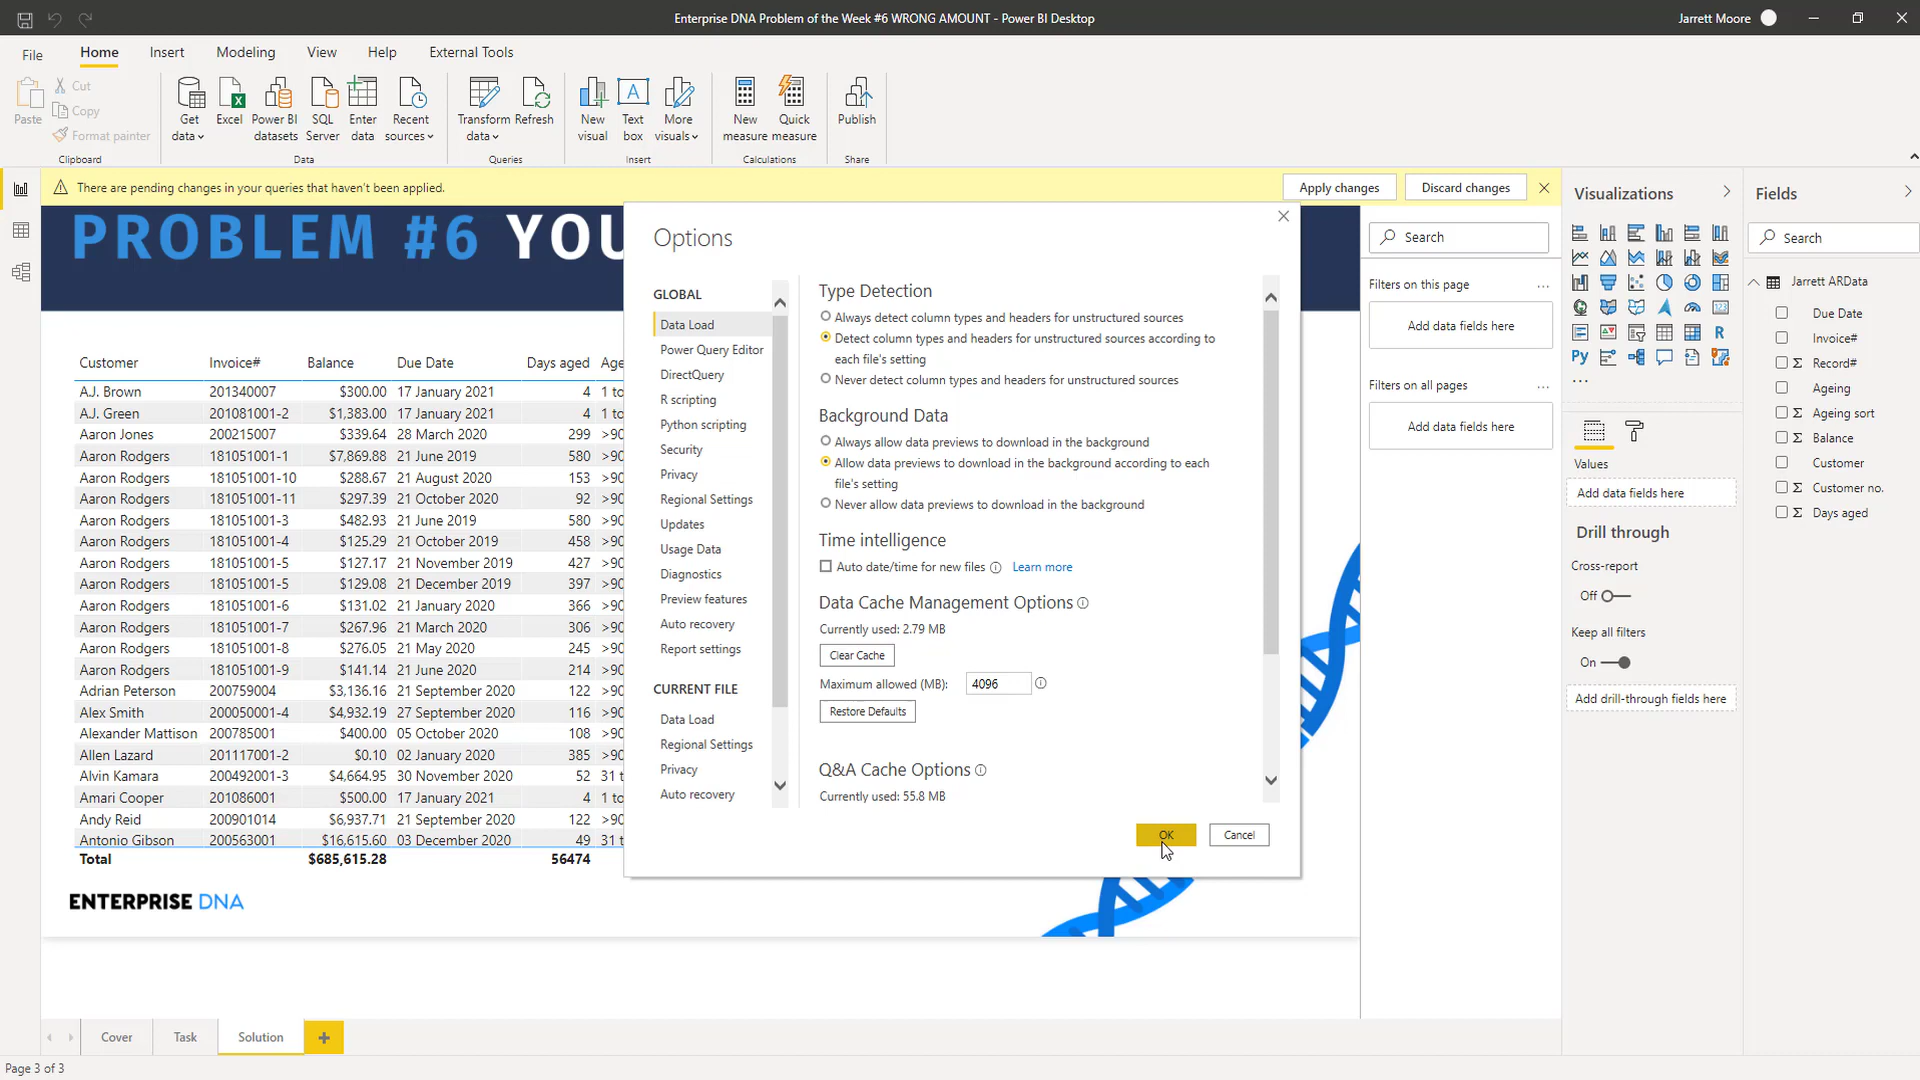 Enterprise DNA Problem of the Week #6 WRONG AMOUNT - Power BI Desktop
Jarrett Moore
File
Home
Insert
Modeling
View
Help
External Tools
Paste
Cut
Copy
Format painter
Clipboard
Get data
Excel
Power BI datasets
SQL Server
Enter data
Recent sources
Data
Transform data
Refresh
Queries
New visual
Text box
More visuals
Insert
New measure
Quick measure
Calculations
Publish
Share
There are pending changes in your queries that haven't been applied.
Apply changes
Discard changes
PROBLEM #6 YOU
Customer Invoice# Balance Due Date Days aged Age
A.J. Brown 201340007 $300.00 17 January 2021 4 1 to
A.J. Green 201081001-2 $1,383.00 17 January 2021 4 1 to
Aaron Jones 200215007 $339.64 28 March 2020 299 >90
Aaron Rodgers 181051001-1 $7,869.88 21 June 2019 580 >90
Aaron Rodgers 181051001-10 $288.67 21 August 2020 153 >90
Aaron Rodgers 181051001-11 $297.39 21 October 2020 92 >90
Aaron Rodgers 181051001-3 $482.93 21 June 2019 580 >90
Aaron Rodgers 181051001-4 $125.29 21 October 2019 458 >90
Aaron Rodgers 181051001-5 $127.17 21 November 2019 427 >90
Aaron Rodgers 181051001-5 $129.08 21 December 2019 397 >90
Aaron Rodgers 181051001-6 $131.02 21 January 2020 366 >90
Aaron Rodgers 181051001-7 $267.96 21 March 2020 306 >90
Aaron Rodgers 181051001-8 $276.05 21 May 2020 245 >90
Aaron Rodgers 181051001-9 $141.14 21 June 2020 214 >90
Adrian Peterson 200759004 $3,136.16 21 September 2020 122 >90
Alex Smith 200050001-4 $4,932.19 27 September 2020 116 >90
Alexander Mattison 200785001 $400.00 05 October 2020 108 >90
Allen Lazard 201117001-2 $0.10 02 January 2020 385 >90
Alvin Kamara 200492001-3 $4,664.95 30 November 2020 52 31 t
Amari Cooper 201086001 $500.00 17 January 2021 4 1 to
Andy Reid 200901014 $6,937.71 21 September 2020 122 >90
Antonio Gibson 200563001 $16,615.60 03 December 2020 49 31 t
Total $685,615.28 56474
ENTERPRISE DNA
Options
GLOBAL
Data Load
Power Query Editor
DirectQuery
R scripting
Python scripting
Security
Privacy
Regional Settings
Updates
Usage Data
Diagnostics
Preview features
Auto recovery
Report settings
CURRENT FILE
Data Load
Regional Settings
Privacy
Auto recovery
Type Detection
Always detect column types and headers for unstructured sources
Detect column types and headers for unstructured sources according to
each file's setting
Never detect column types and headers for unstructured sources
Background Data
Always allow data previews to download in the background
Allow data previews to download in the background according to each
file's setting
Never allow data previews to download in the background
Time intelligence
Auto date/time for new files Learn more
Data Cache Management Options
Currently used: 2.79 MB
Clear Cache
Maximum allowed (MB): 4096
Restore Defaults
Q&A Cache Options
Currently used: 55.8 MB
OK
Cancel
Search
Filters on this page ...
Add data fields here
Filters on all pages ...
Add data fields here
Visualizations
R
Py
...
Values
Add data fields here
Drill through
Cross-report
Off
Keep all filters
On
Add drill-through fields here
Fields
Search
Jarrett ARData
Due Date
Invoice#
Σ Record#
Ageing
Σ Ageing sort
Σ Balance
Customer
Σ Customer no.
Σ Days aged
Cover
Task
Solution
+
Page 3 of 3